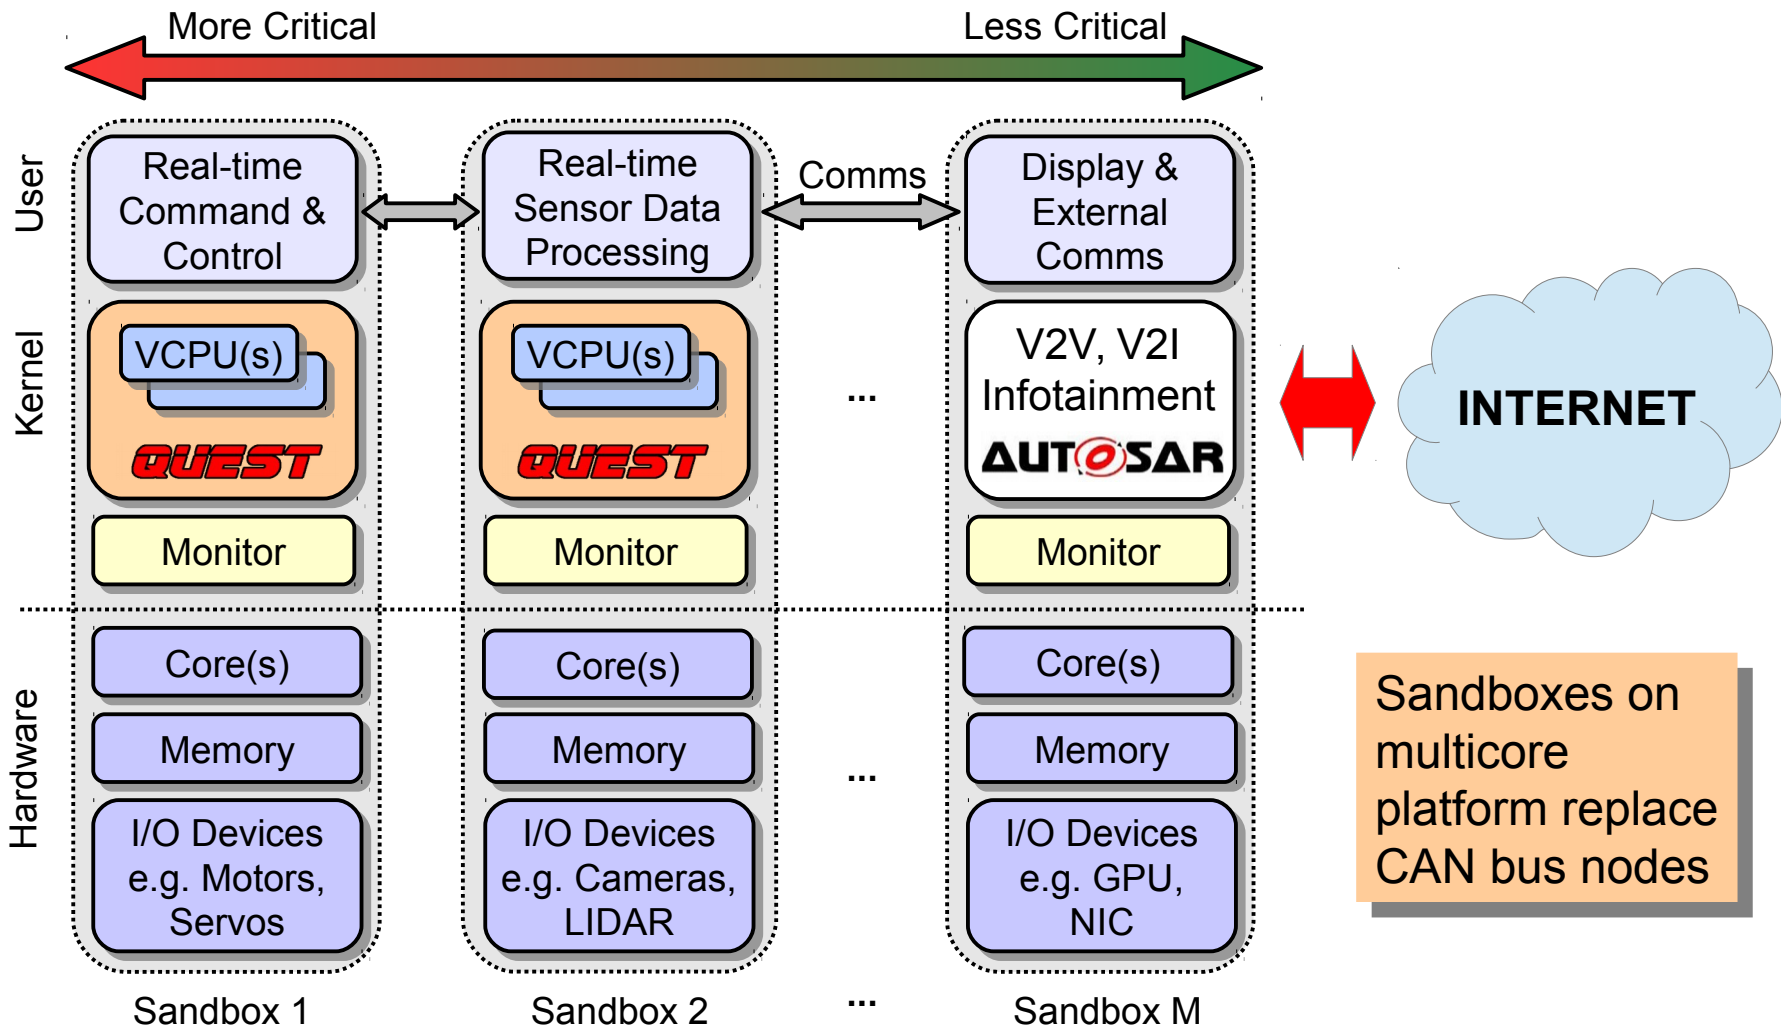 More Critical
Less Critical
User
Real-time
Command &
Control
Real-time
Sensor Data
Processing
Comms
Display &
External
Comms
Kernel
VCPU(s)
QUEST
VCPU(s)
QUEST
...
V2V, V2I
Infotainment
AUTOSAR
INTERNET
Monitor
Monitor
Monitor
Hardware
Core(s)
Core(s)
Core(s)
Memory
Memory
...
Memory
I/O Devices
e.g. Motors,
Servos
I/O Devices
e.g. Cameras,
LIDAR
I/O Devices
e.g. GPU,
NIC
Sandboxes on
multicore
platform replace
CAN bus nodes
Sandbox 1
Sandbox 2
...
Sandbox M